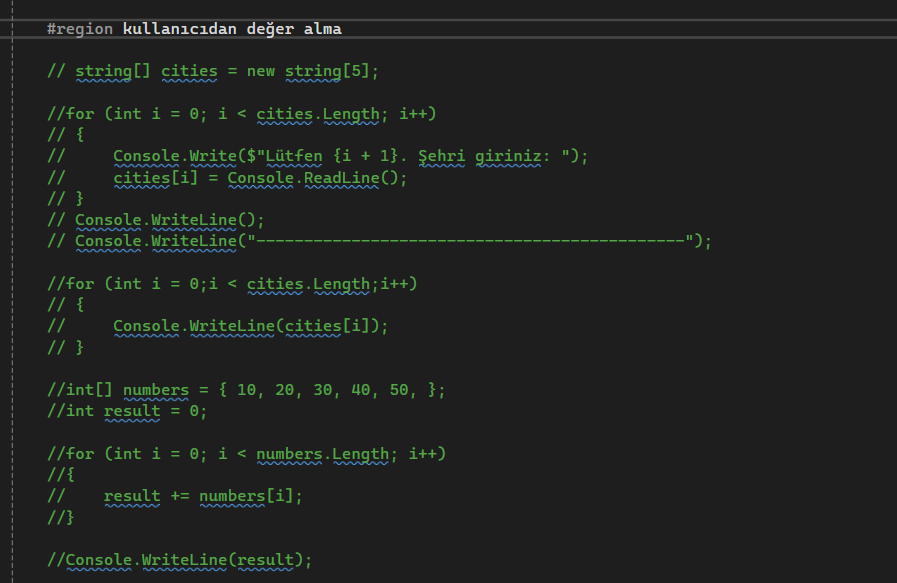 #region kullanıcıdan değer alma
// string[] cities = new string[5];
//for (int i = 0; i < cities.Length; i++)
// {
//     Console.Write($"Lütfen {i + 1}. Şehri giriniz: ");
//     cities[i] = Console.ReadLine();
// }
// Console.WriteLine();
// Console.WriteLine("---------------------------------------------");
//for (int i = 0;i < cities.Length;i++)
// {
//     Console.WriteLine(cities[i]);
// }
//int[] numbers = { 10, 20, 30, 40, 50, };
//int result = 0;
//for (int i = 0; i < numbers.Length; i++)
//{
//    result += numbers[i];
//}
//Console.WriteLine(result);